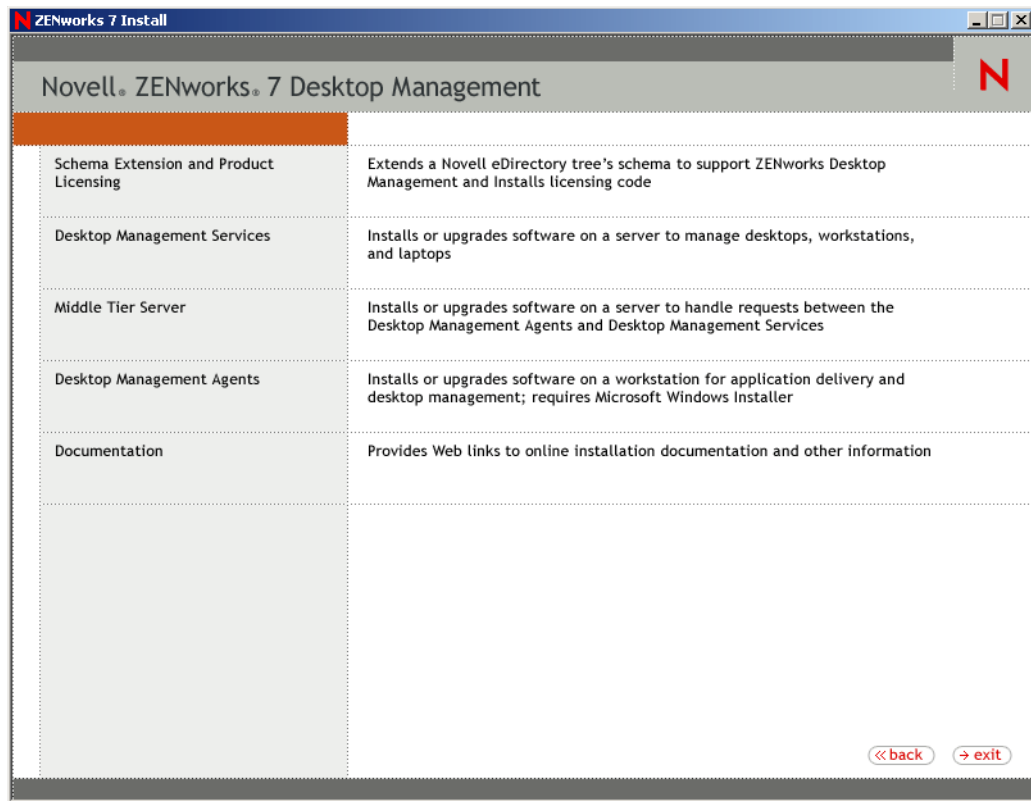 ZENworks 7 Install
Novell® ZENworks® 7 Desktop Management
N
Schema Extension and Product
Licensing
Extends a Novell eDirectory tree's schema to support ZENworks Desktop
Management and Installs licensing code
Desktop Management Services
Installs or upgrades software on a server to manage desktops, workstations,
and laptops
Middle Tier Server
Installs or upgrades software on a server to handle requests between the
Desktop Management Agents and Desktop Management Services
Desktop Management Agents
Installs or upgrades software on a workstation for application delivery and
desktop management; requires Microsoft Windows Installer
Documentation
Provides Web links to online installation documentation and other information
« back
→ exit